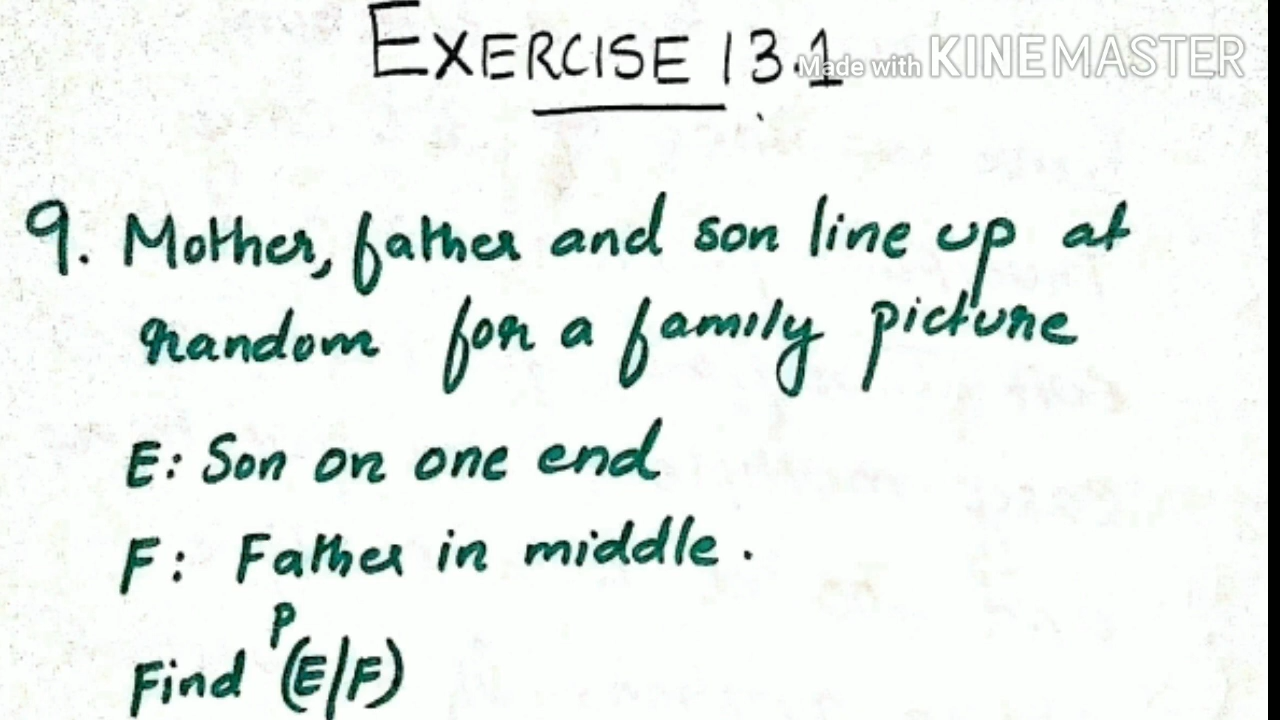 EXERCISE 13.1
Made with KINEMASTER
9. Mother, father and son line up at
random for a family picture
E: Son on one end
F: Father in middle.
Find P(E/F)